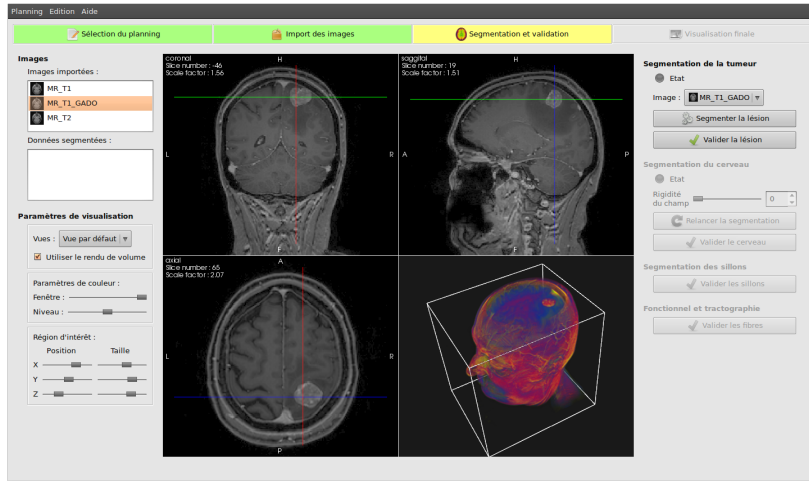 Planning Edition Aide
Sélection du planning
Import des images
Segmentation et validation
Visualisation finale
Images
Images importées :
MR_T1
MR_T1_GADO
MR_T2
Données segmentées :
Paramètres de visualisation
Vues : Vue par défaut
Utiliser le rendu de volume
Paramètres de couleur :
Fenêtre :
Niveau :
Région d'intérêt :
Position Taille
X
Y
Z
coronal
Slice number : -46
Scale factor : 1.56
H
L
R
F
saggital
Slice number : 19
Scale factor : 1.51
H
A
P
F
axial
Slice number : 65
Scale factor : 2.07
A
L
R
P
Segmentation de la tumeur
Etat
Image : MR_T1_GADO
Segmenter la lésion
Valider la lésion
Segmentation du cerveau
Etat
Rigidité
du champ 0
Relancer la segmentation
Valider le cerveau
Segmentation des sillons
Valider les sillons
Fonctionnel et tractographie
Valider les fibres